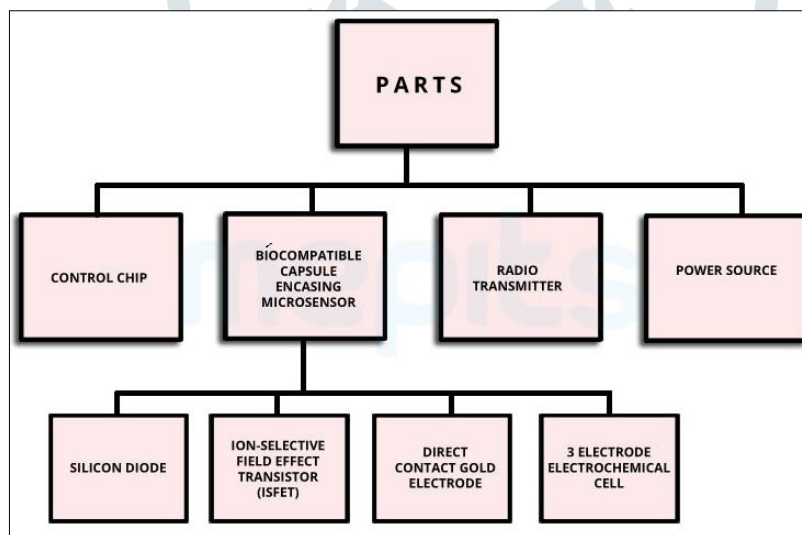 PARTS
CONTROL CHIP
BIOCOMPATIBLE
CAPSULE
ENCASING
MICROSENSOR
RADIO
TRANSMITTER
POWER SOURCE
SILICON DIODE
ION-SELECTIVE
FIELD EFFECT
TRANSISTOR
(ISFET)
DIRECT
CONTACT GOLD
ELECTRODE
3 ELECTRODE
ELECTROCHEMICAL
CELL
mepits